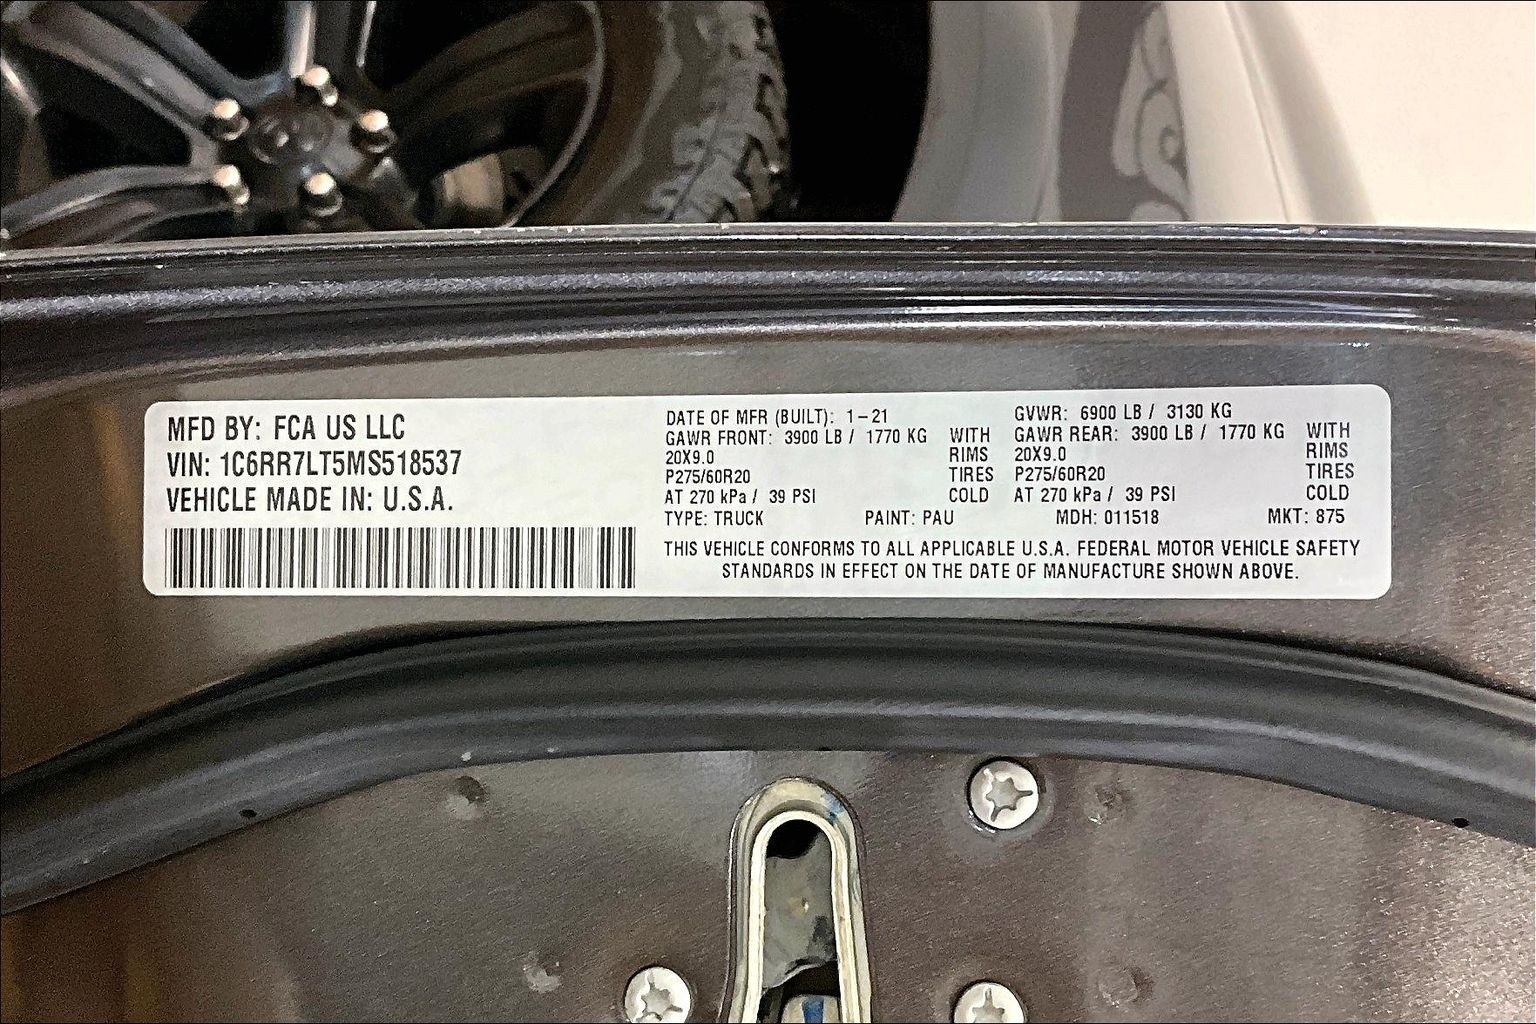 MFD BY: FCA US LLC
VIN: 1C6RR7LT5MS518537
VEHICLE MADE IN: U.S.A.
DATE OF MFR (BUILT): 1-21
GAWR FRONT: 3900 LB / 1770 KG WITH
20X9.0 RIMS
P275/60R20 TIRES
AT 270 kPa / 39 PSI COLD
GVWR: 6900 LB / 3130 KG
GAWR REAR: 3900 LB / 1770 KG WITH
20X9.0 RIMS
P275/60R20 TIRES
AT 270 kPa / 39 PSI COLD
TYPE: TRUCK PAINT: PAU MDH: 011518 MKT: 875
THIS VEHICLE CONFORMS TO ALL APPLICABLE U.S.A. FEDERAL MOTOR VEHICLE SAFETY
STANDARDS IN EFFECT ON THE DATE OF MANUFACTURE SHOWN ABOVE.